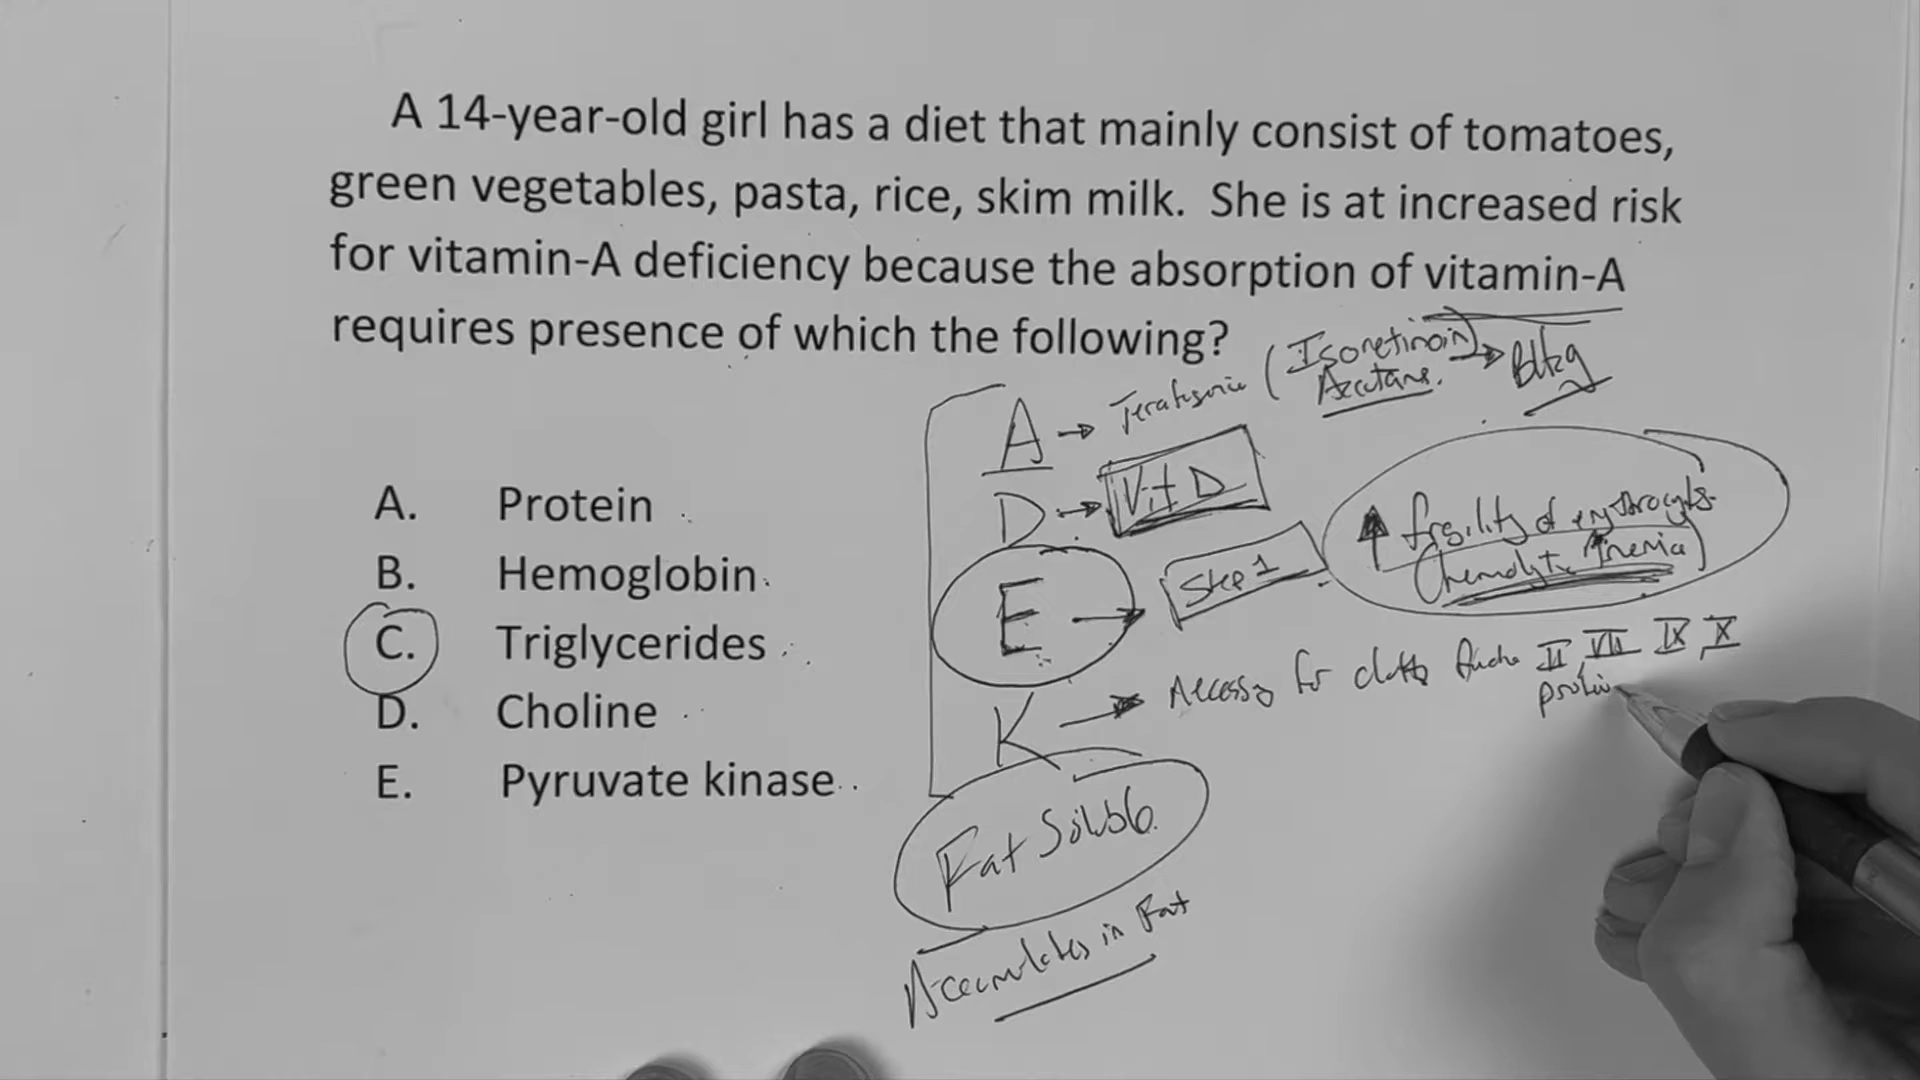 A 14-year-old girl has a diet that mainly consist of tomatoes,
green vegetables, pasta, rice, skim milk. She is at increased risk
for vitamin-A deficiency because the absorption of vitamin-A
requires presence of which the following?
A. Protein
B. Hemoglobin
C. Triglycerides
D. Choline
E. Pyruvate kinase
A → (Isoretinoin →
Accutane.
D → Vit D
E → Step 1
↑ fragility of erythrocytes
(hemolytic Anemia)
K → for II, VII, IX, X
Fat Soluble
Accumulates in Fat